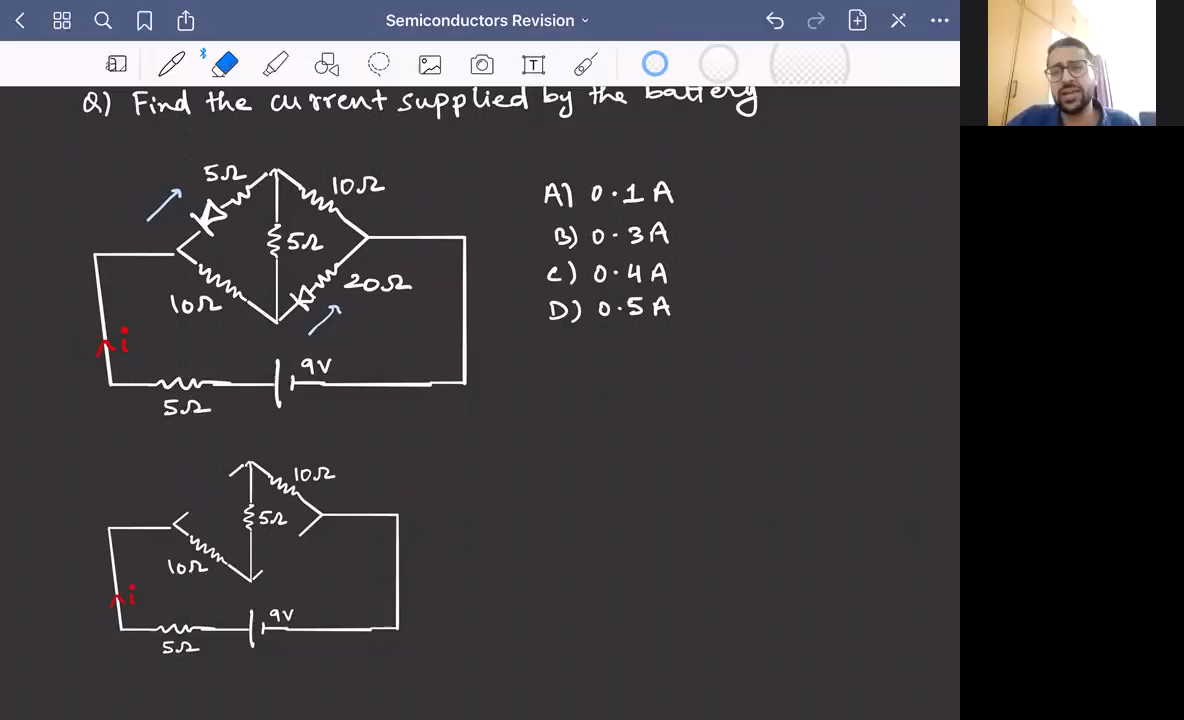 Semiconductors Revision
Q) Find the current supplied by the battery
5Ω
10Ω
5Ω
10Ω
20Ω
i
9V
5Ω
A) 0.1 A
B) 0.3 A
C) 0.4 A
D) 0.5 A
10Ω
5Ω
10Ω
i
9V
5Ω